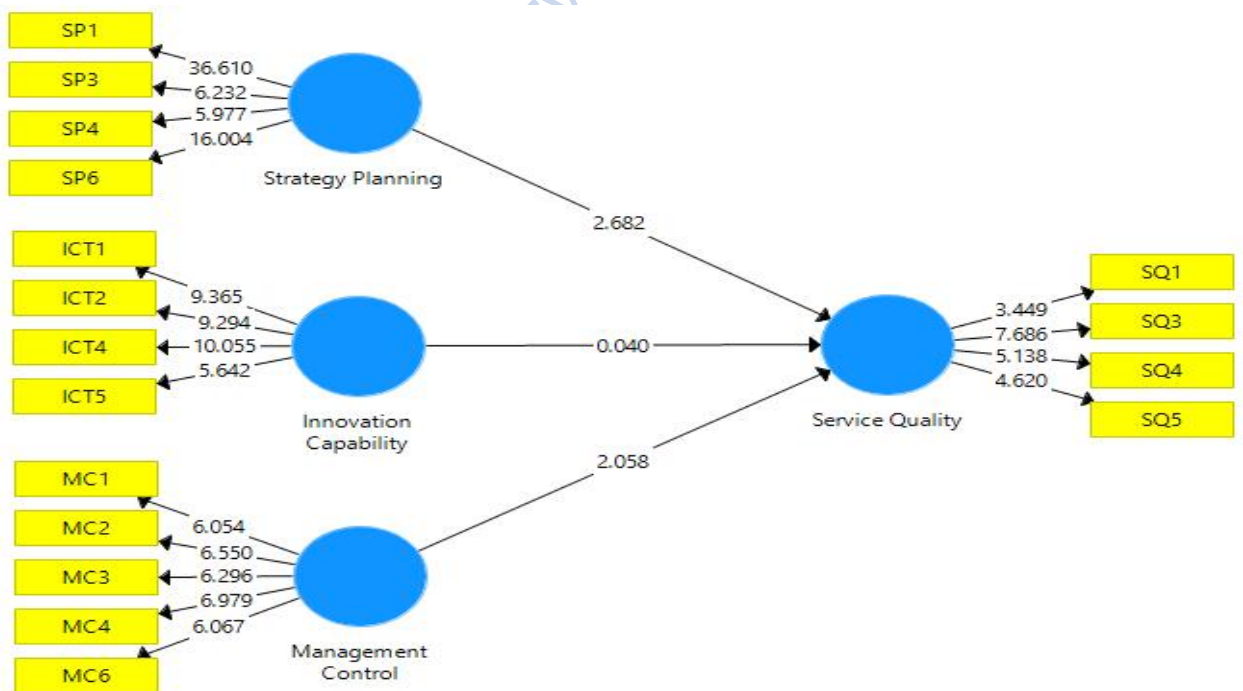 SP1
SP3
SP4
SP6
36.610
6.232
5.977
16.004
Strategy Planning
2.682
ICT1
ICT2
ICT4
ICT5
9.365
9.294
10.055
5.642
Innovation
Capability
0.040
MC1
MC2
MC3
MC4
MC6
6.054
6.550
6.296
6.979
6.067
Management
Control
2.058
Service Quality
3.449
7.686
5.138
4.620
SQ1
SQ3
SQ4
SQ5